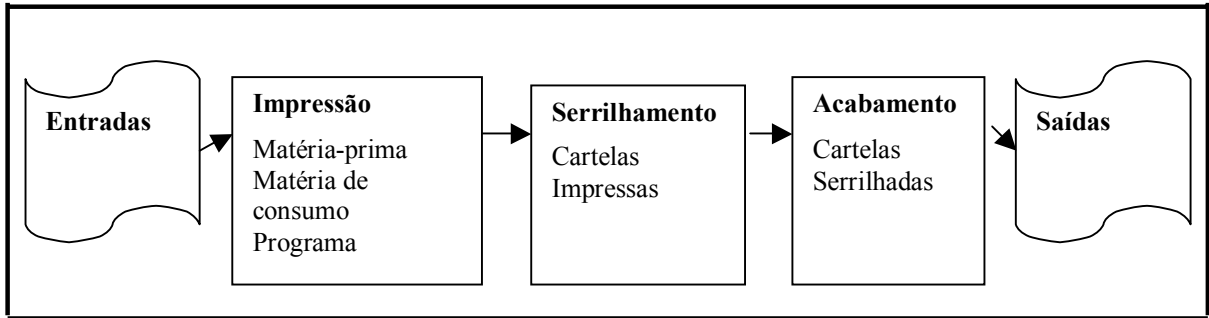 Entradas
Impressão
Matéria-prima
Matéria de
consumo
Programa
Serrilhamento
Cartelas
Impressas
Acabamento
Cartelas
Serrilhadas
Saídas